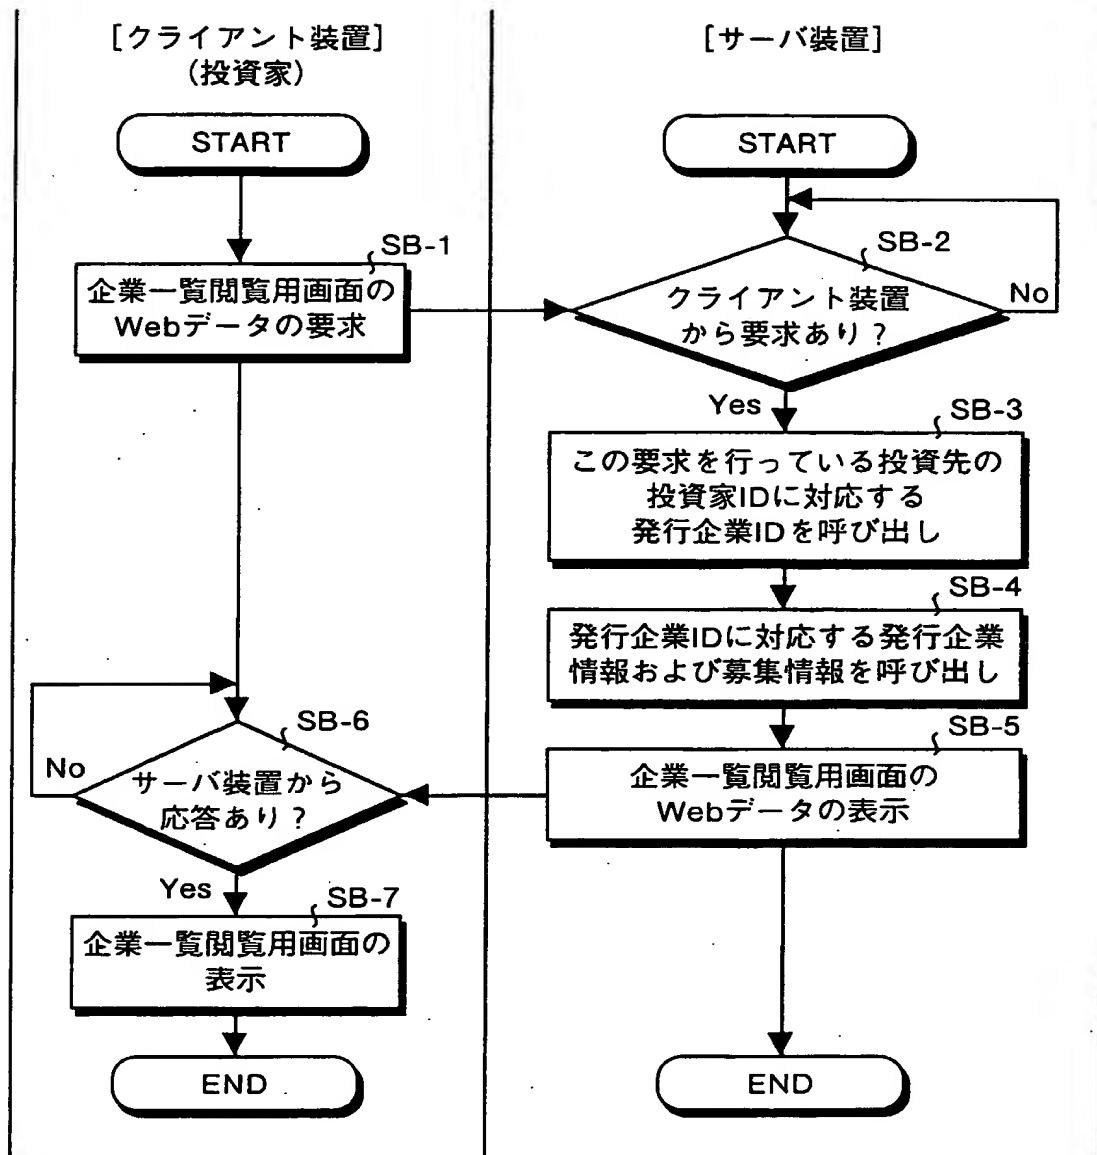 [クライアント装置]
(投資家)
START
SB-1
企業一覧閲覧用画面の
Webデータの要求
SB-6
サーバ装置から
応答あり?
No
Yes
SB-7
企業一覧閲覧用画面の
表示
END
[サーバ装置]
START
SB-2
クライアント装置
から要求あり?
No
Yes
SB-3
この要求を行っている投資先の
投資家IDに対応する
発行企業IDを呼び出し
SB-4
発行企業IDに対応する発行企業
情報および募集情報を呼び出し
SB-5
企業一覧閲覧用画面の
Webデータの表示
END